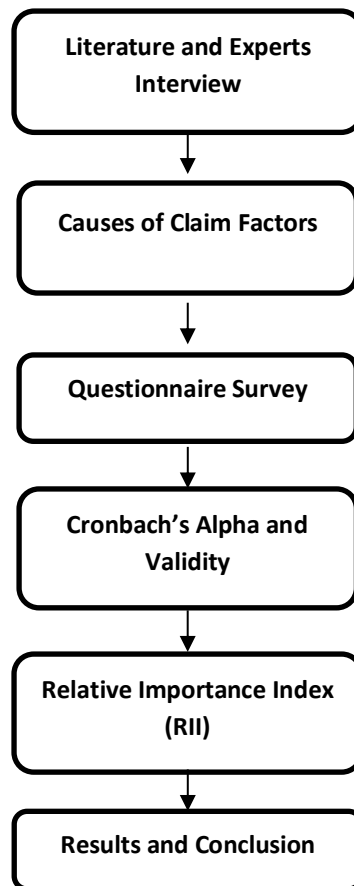 Literature and Experts
Interview
Causes of Claim Factors
Questionnaire Survey
Cronbach’s Alpha and
Validity
Relative Importance Index
(RII)
Results and Conclusion